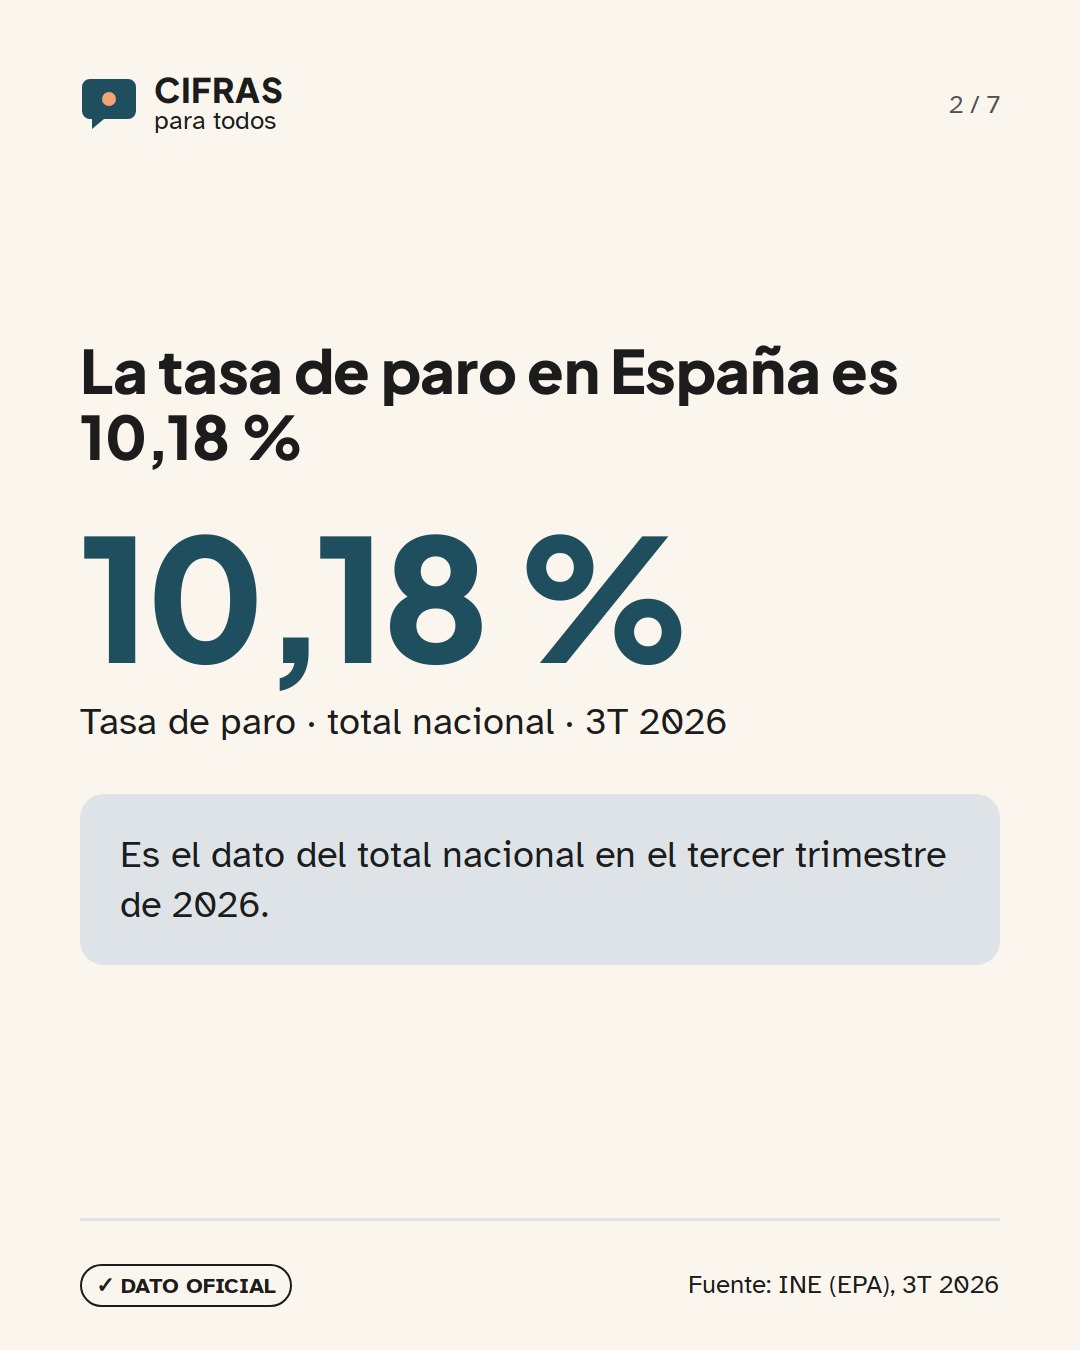 CIFRAS
para todos
2 / 7
La tasa de paro en España es
10,18 %
10,18 %
Tasa de paro · total nacional · 3T 2026
Es el dato del total nacional en el tercer trimestre
de 2026.
✓ DATO OFICIAL
Fuente: INE (EPA), 3T 2026